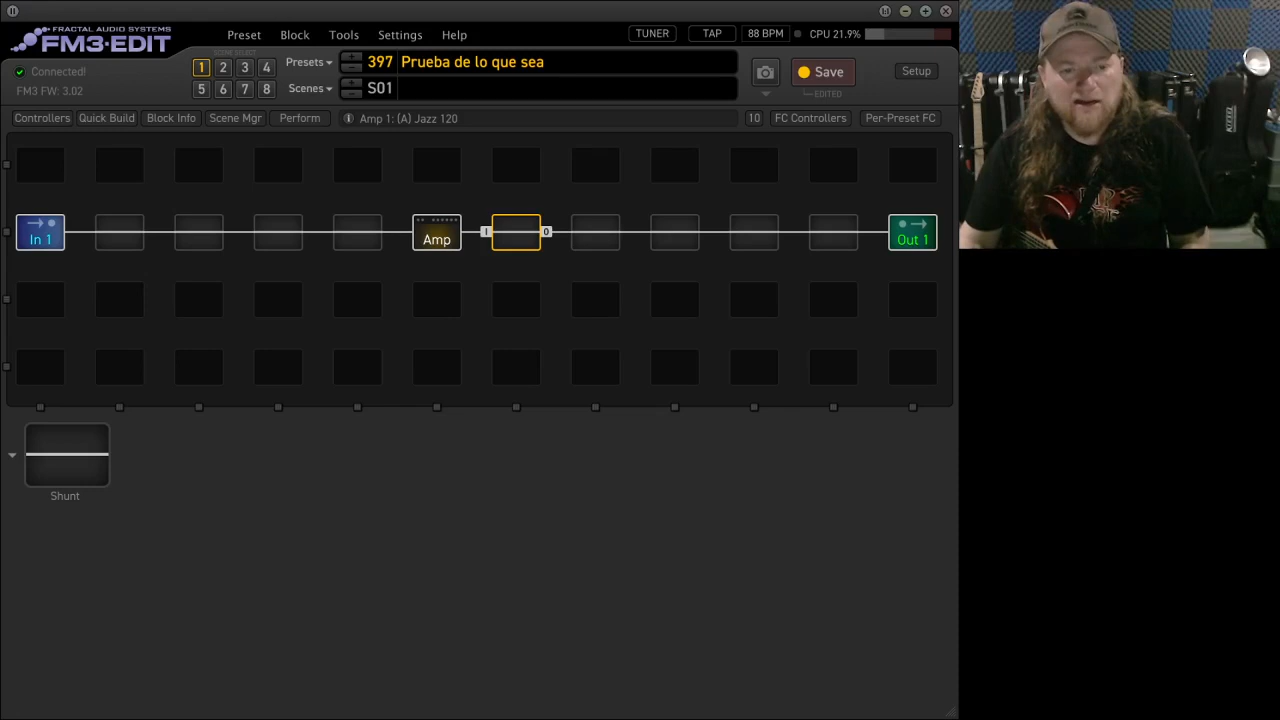 FRACTAL AUDIO SYSTEMS
FM3-EDIT
Preset Block Tools Settings Help
TUNER TAP 88 BPM CPU 21.9%
SCENE SELECT
Connected!
FM3 FW: 3.02
1 2 3 4
5 6 7 8
Presets 397 Prueba de lo que sea
Scenes S01
Save
EDITED
Setup
Controllers Quick Build Block Info Scene Mgr Perform Amp 1: (A) Jazz 120 10 FC Controllers Per-Preset FC
In 1 Amp I O Out 1
Shunt